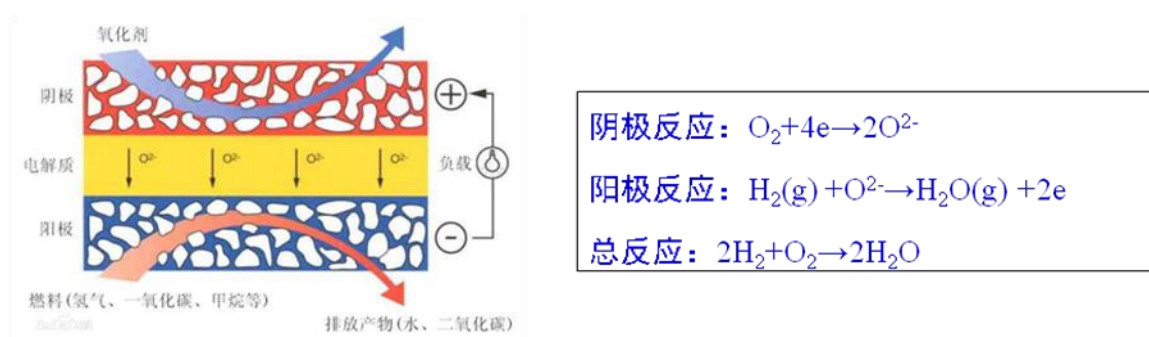 氧化剂
阴极
电解质
O²⁻ O²⁻ O²⁻ O²⁻
负载
阳极
燃料(氢气、一氧化碳、甲烷等)
排放产物(水、二氧化碳)
阴极反应：O₂+4e→2O²⁻
阳极反应：H₂(g) +O²⁻→H₂O(g) +2e
总反应：2H₂+O₂→2H₂O